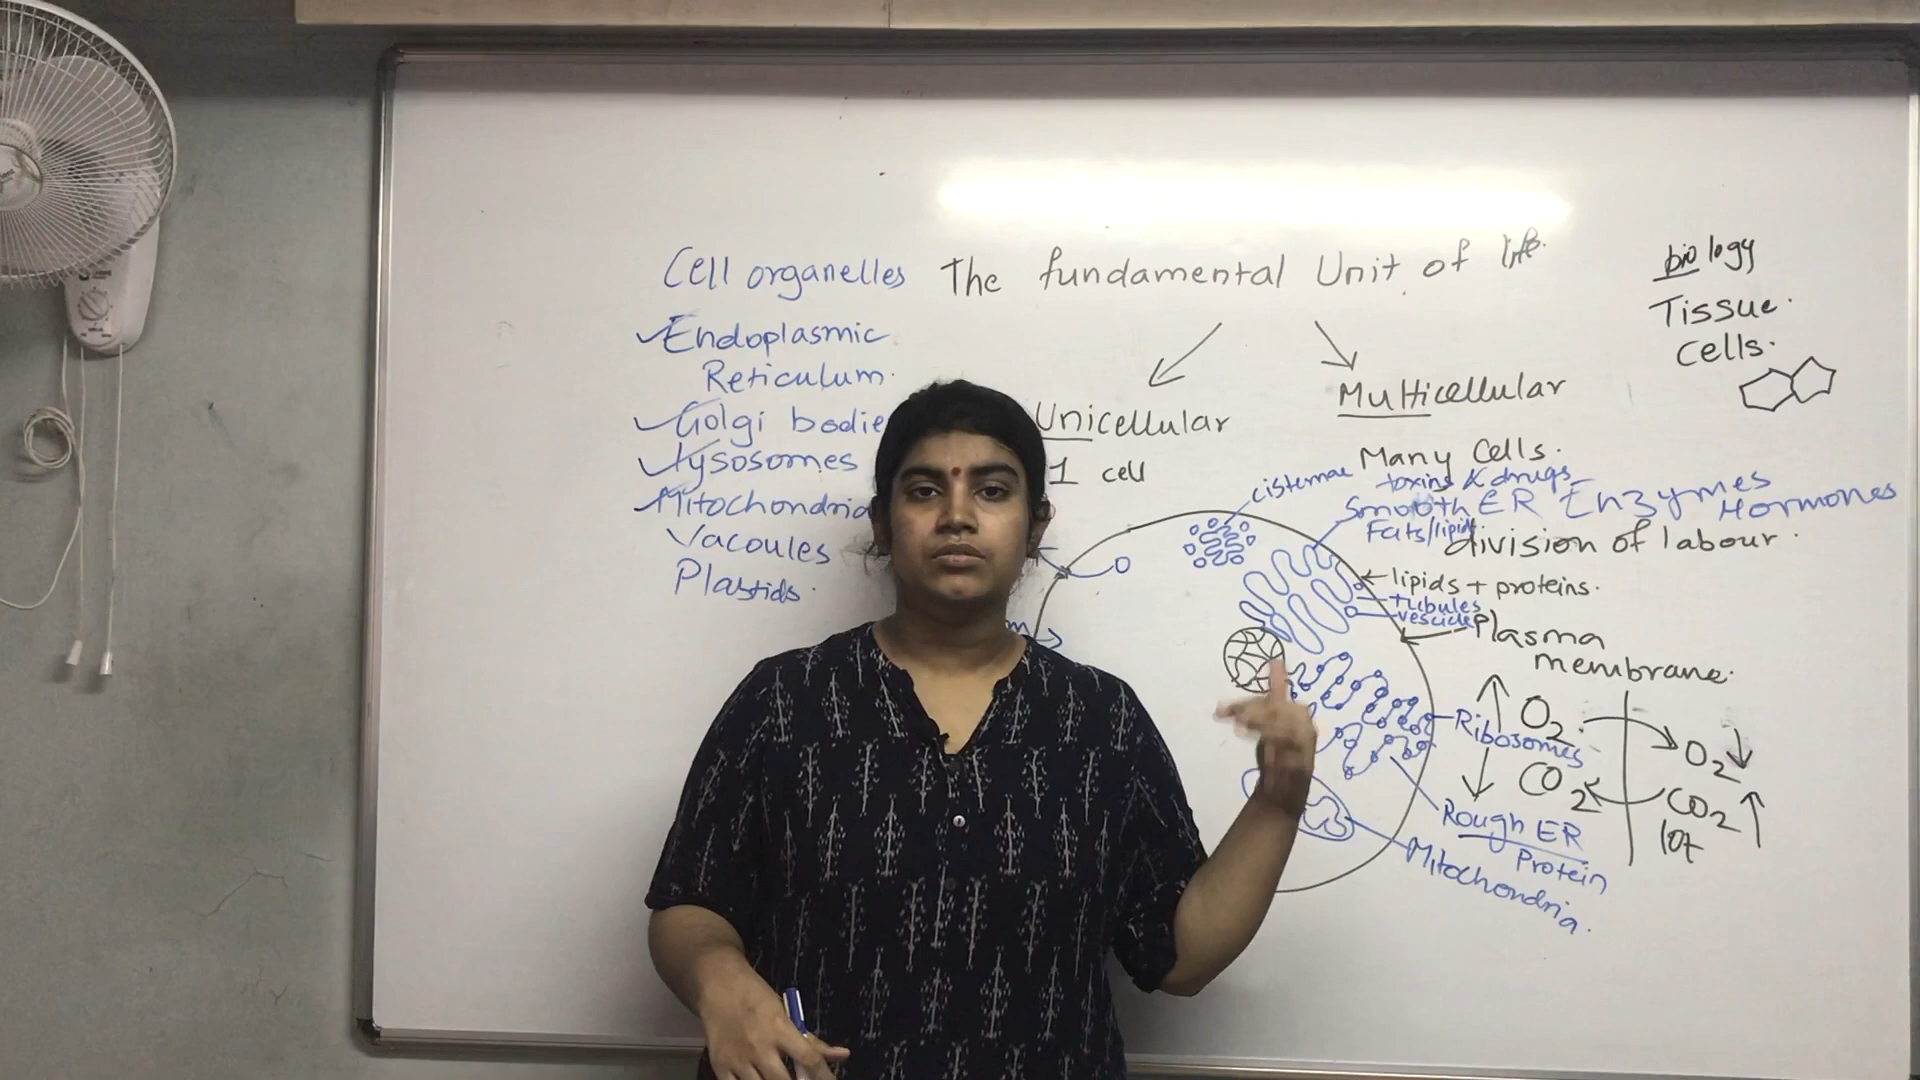 Cell organelles
Endoplasmic
Reticulum.
Golgi bodie
Lysosomes
Mitochondria
Vacoules
Plastids.
The fundamental Unit of life.
Unicellular
1 cell
Multicellular
Many Cells.
cisternae
toxins & drugs
Smooth ER Enzymes
Hormones
Fats/lipids
division of labour.
lipids + proteins.
tubules
vescicle
Plasma
membrane.
Ribosomes
Rough ER
Protein
Mitochondria.
O2
CO2
O2
CO2
biology
Tissue.
Cells.